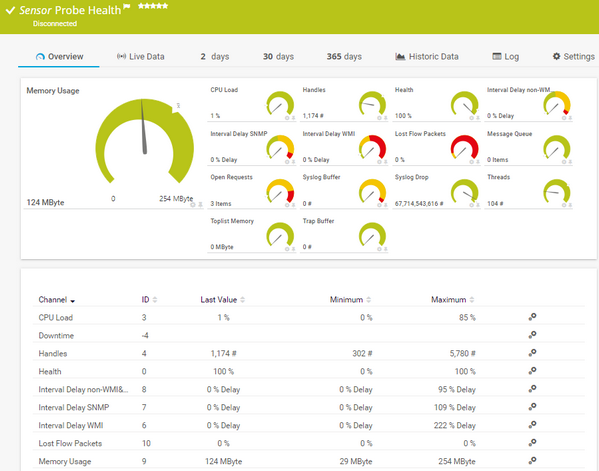 Sensor Probe Health
Disconnected
Overview
Live Data
2 days
30 days
365 days
Historic Data
Log
Settings
Memory Usage
124 MByte
0
254 MByte
CPU Load
1 %
Handles
1,174 #
Health
100 %
Interval Delay non-WM...
0 % Delay
Interval Delay SNMP
0 % Delay
Interval Delay WMI
0 % Delay
Lost Flow Packets
0 %
Message Queue
0 Items
Open Requests
3 Items
Syslog Buffer
0 #
Syslog Drop
67,714,543,616 #
Threads
104 #
Toplist Memory
0 MByte
Trap Buffer
0 #
Channel ID Last Value Minimum Maximum
CPU Load 3 1 % 0 % 85 %
Downtime -4
Handles 4 1,174 # 302 # 5,780 #
Health 0 100 % 0 % 100 %
Interval Delay non-WMI&... 8 0 % Delay 0 % Delay 95 % Delay
Interval Delay SNMP 7 0 % Delay 0 % Delay 109 % Delay
Interval Delay WMI 6 0 % Delay 0 % Delay 222 % Delay
Lost Flow Packets 10 0 % 0 % 0 %
Memory Usage 9 124 MByte 29 MByte 254 MByte